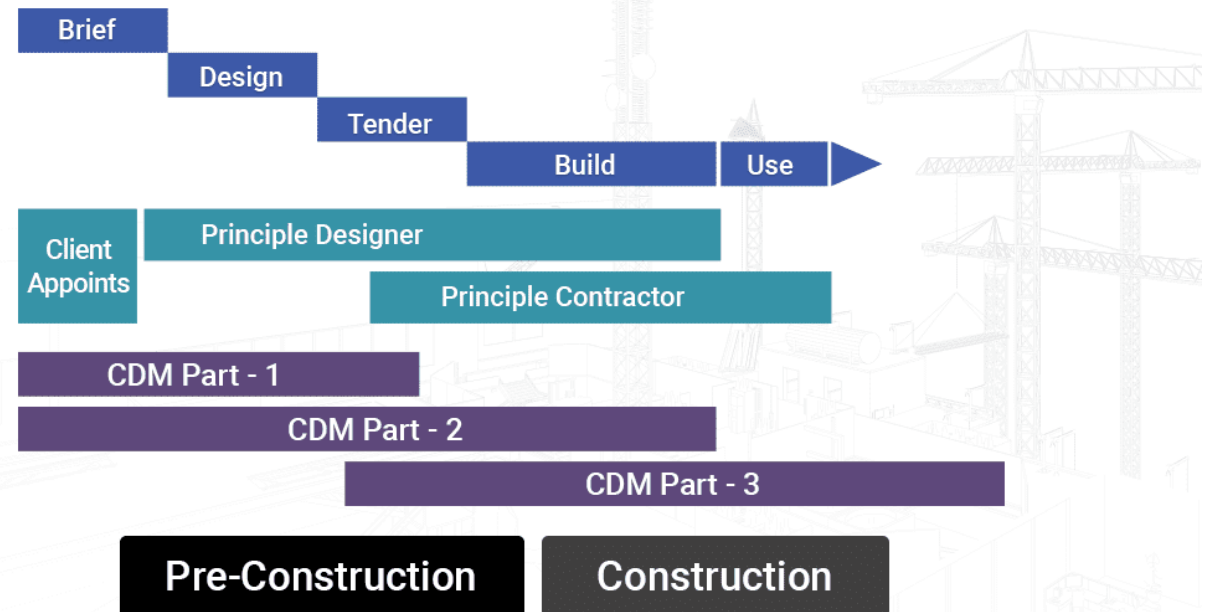 Brief
Design
Tender
Build
Use
Client
Appoints
Principle Designer
Principle Contractor
CDM Part - 1
CDM Part - 2
CDM Part - 3
Pre-Construction
Construction